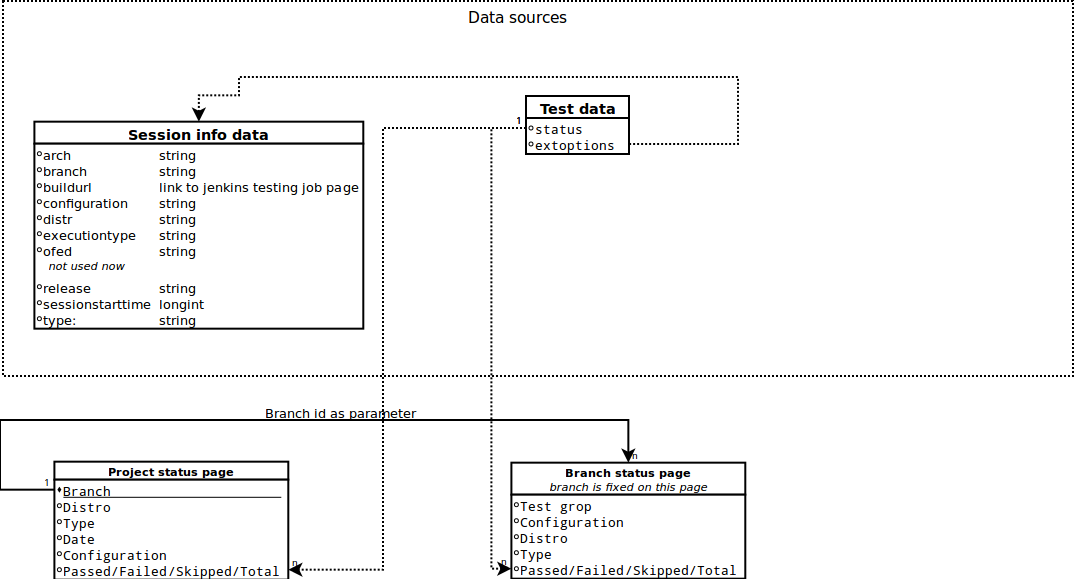 Data sources
Test data
1
status
extoptions
Session info data
arch string
branch string
buildurl link to jenkins testing job page
configuration string
distr string
executiontype string
ofed string
not used now
release string
sessionstarttime longint
type: string
Branch id as parameter
Project status page
1
Branch
Distro
Type
Date
Configuration
n
Passed/Failed/Skipped/Total
n
Branch status page
branch is fixed on this page
Test grop
Configuration
Distro
Type
n
Passed/Failed/Skipped/Total